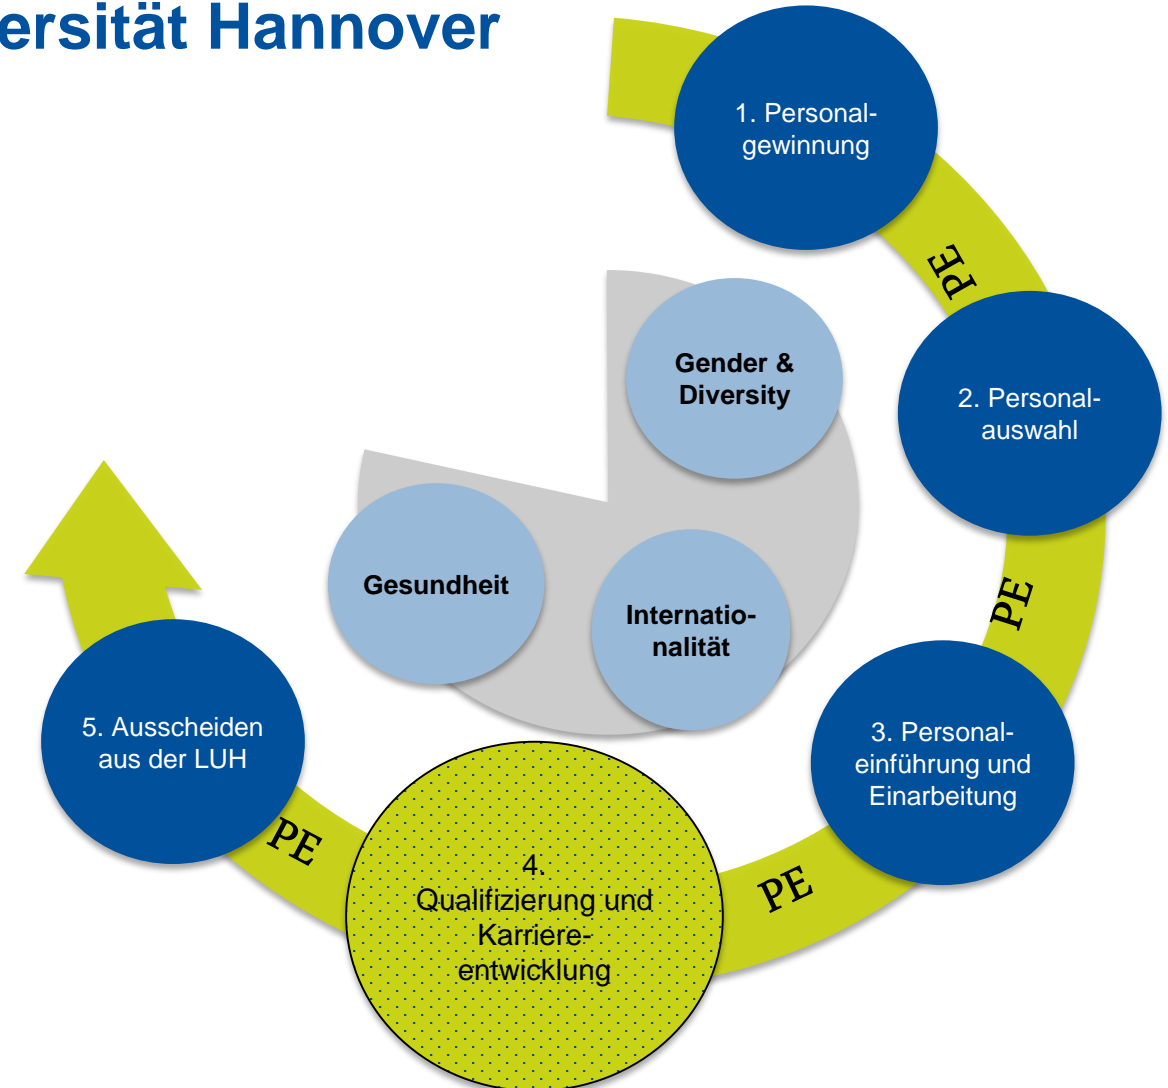 ersität Hannover
1. Personal-
gewinnung
PE
2. Personal-
auswahl
PE
3. Personal-
einführung und
Einarbeitung
PE
4.
Qualifizierung und
Karriere-
entwicklung
PE
5. Ausscheiden
aus der LUH
Gender &
Diversity
Internatio-
nalität
Gesundheit